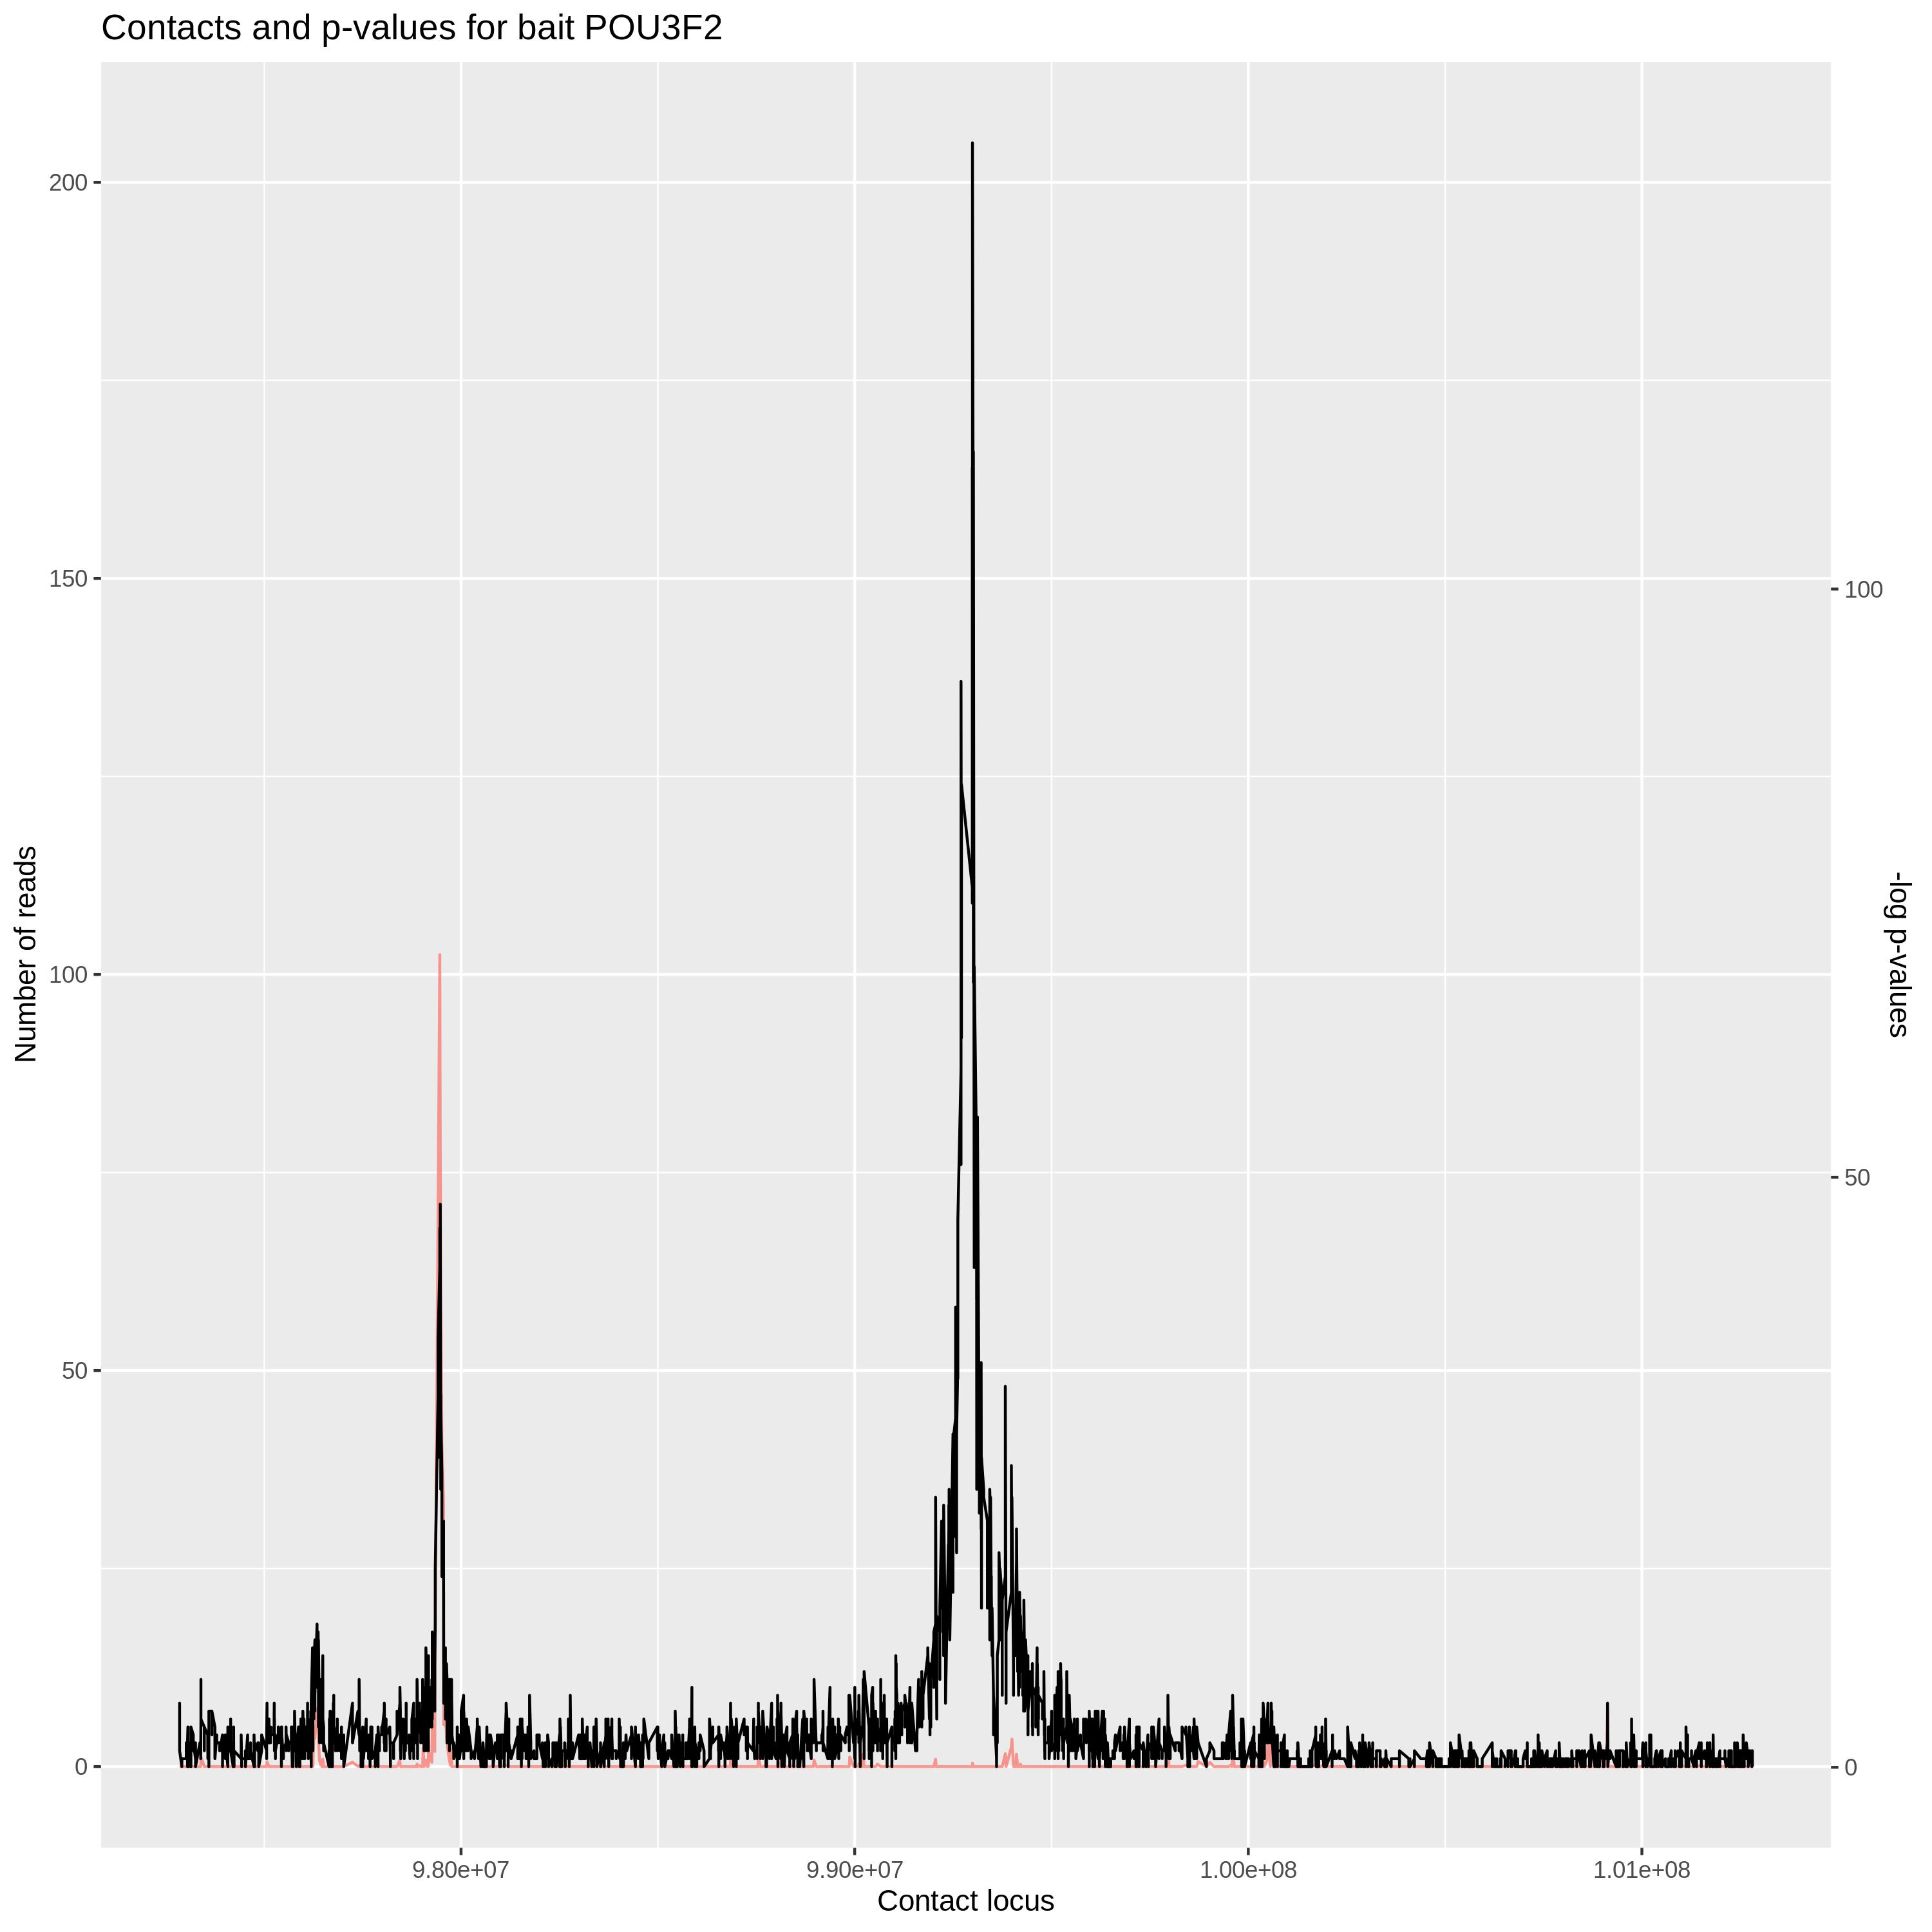 Contacts and p-values for bait POU3F2
Number of reads
200
150
100
50
0
-log p-values
100
50
0
9.80e+07
9.90e+07
1.00e+08
1.01e+08
Contact locus